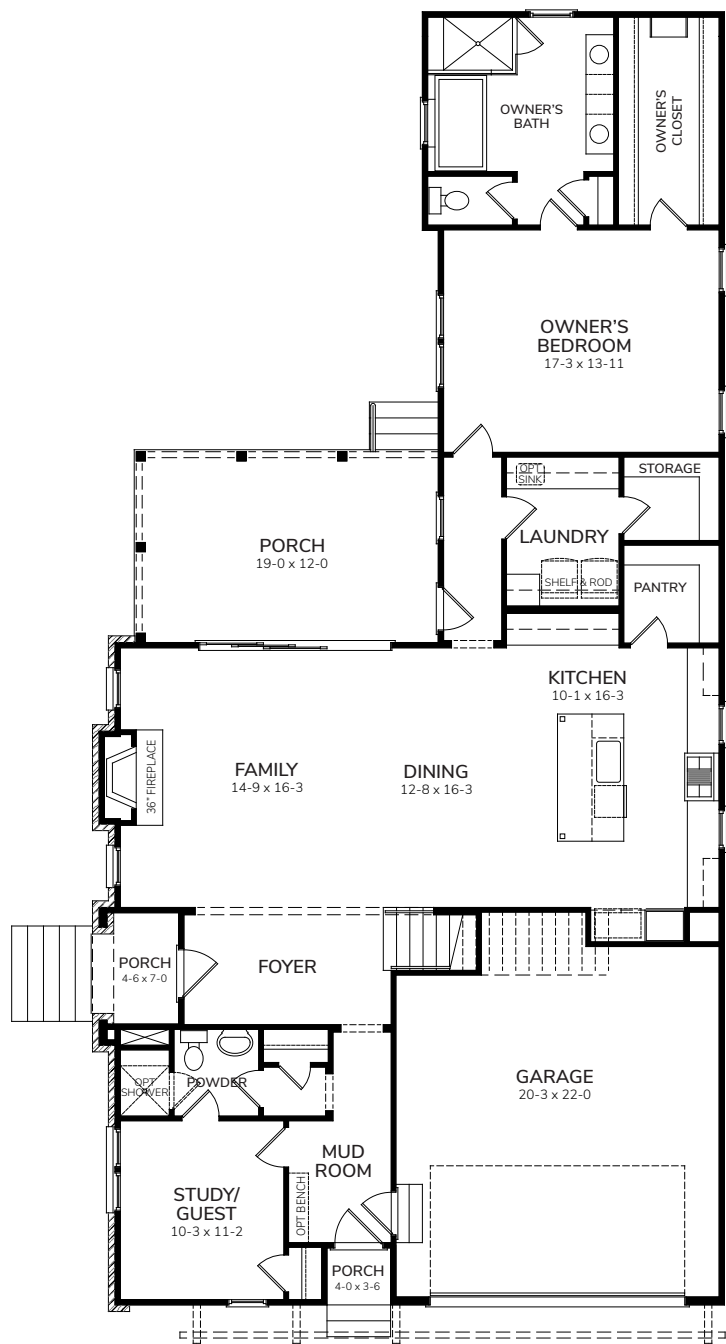 OWNER'S
BATH
OWNER'S
CLOSET
OWNER'S
BEDROOM
17-3 x 13-11
OPT
SINK
STORAGE
LAUNDRY
SHELF & ROD
PANTRY
PORCH
19-0 x 12-0
KITCHEN
10-1 x 16-3
36" FIREPLACE
FAMILY
14-9 x 16-3
DINING
12-8 x 16-3
PORCH
4-6 x 7-0
FOYER
OPT
SHOWER
POWDER
GARAGE
20-3 x 22-0
MUD
ROOM
OPT BENCH
STUDY/
GUEST
10-3 x 11-2
PORCH
4-0 x 3-6